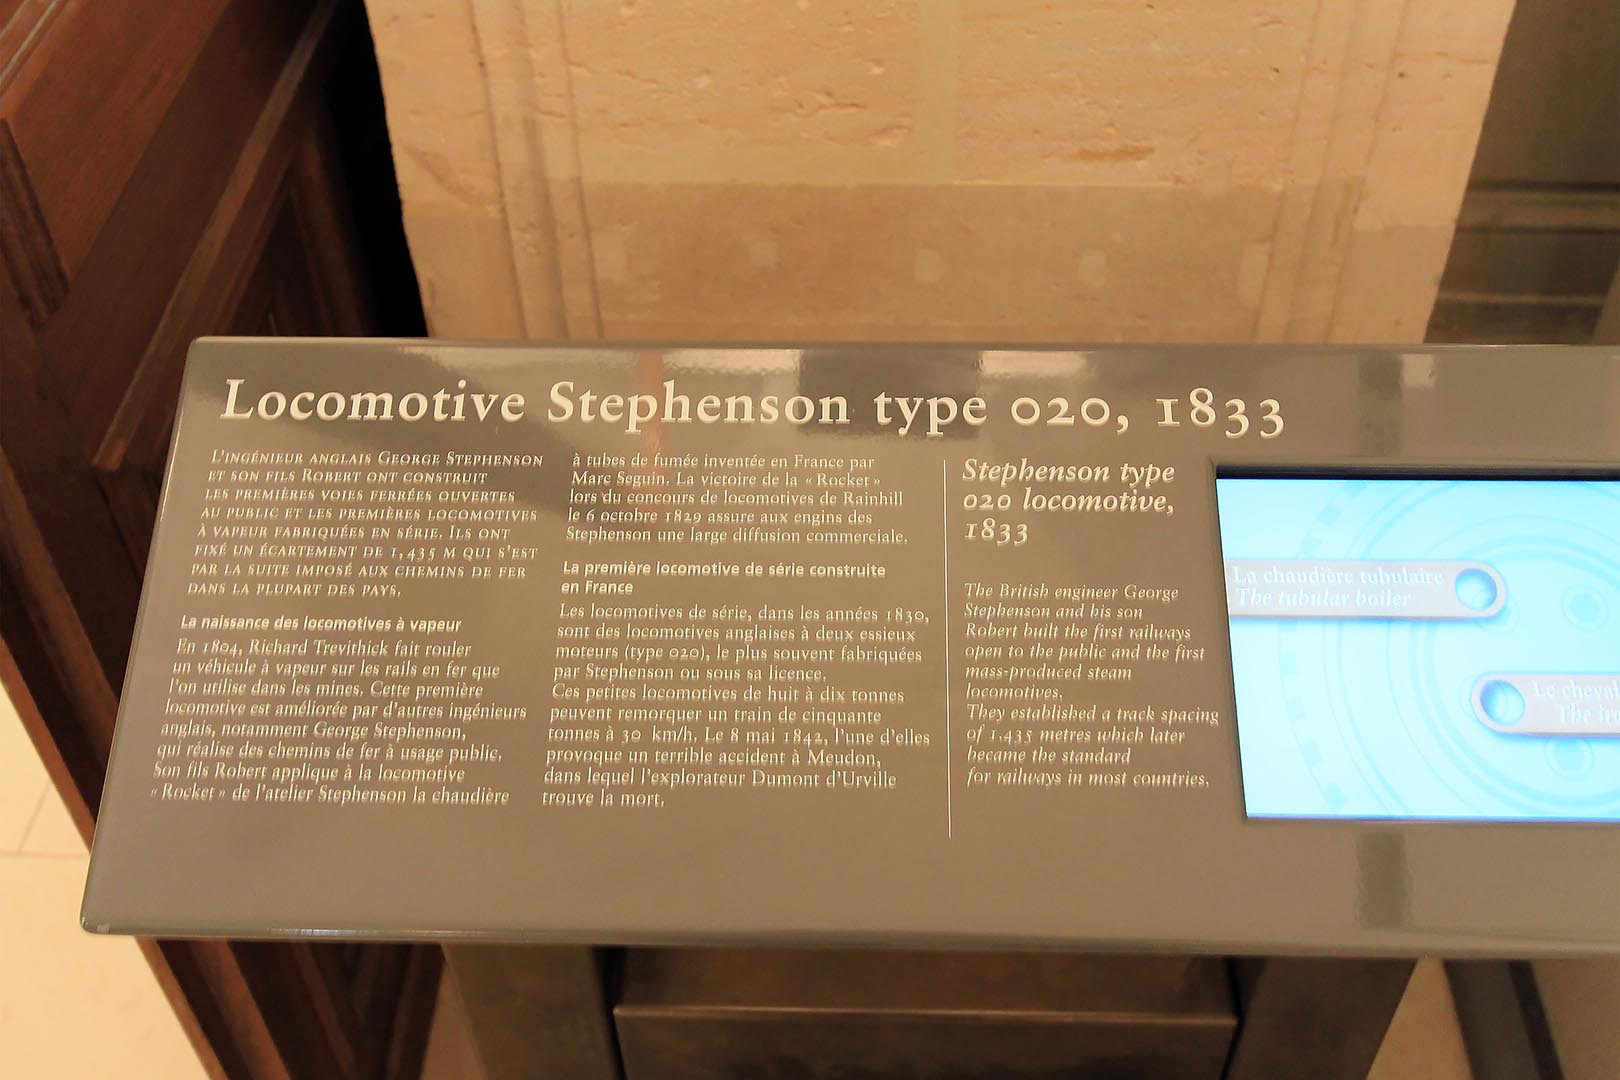 Locomotive Stephenson type 020, 1833
L'INGÉNIEUR ANGLAIS GEORGE STEPHENSON
ET SON FILS ROBERT ONT CONSTRUIT
LES PREMIÈRES VOIES FERRÉES OUVERTES
AU PUBLIC ET LES PREMIÈRES LOCOMOTIVES
À VAPEUR FABRIQUÉES EN SÉRIE. ILS ONT
FIXÉ UN ÉCARTEMENT DE 1,435 M QUI S'EST
PAR LA SUITE IMPOSÉ AUX CHEMINS DE FER
DANS LA PLUPART DES PAYS.
La naissance des locomotives à vapeur
En 1804, Richard Trevithick fait rouler
un véhicule à vapeur sur les rails en fer que
l'on utilise dans les mines. Cette première
locomotive est améliorée par d'autres ingénieurs
anglais, notamment George Stephenson,
qui réalise des chemins de fer à usage public.
Son fils Robert applique à la locomotive
« Rocket » de l'atelier Stephenson la chaudière
à tubes de fumée inventée en France par
Marc Seguin. La victoire de la « Rocket »
lors du concours de locomotives de Rainhill
le 6 octobre 1829 assure aux engins des
Stephenson une large diffusion commerciale.
La première locomotive de série construite
en France
Les locomotives de série, dans les années 1830,
sont des locomotives anglaises à deux essieux
moteurs (type 020), le plus souvent fabriquées
par Stephenson ou sous sa licence.
Ces petites locomotives de huit à dix tonnes
peuvent remorquer un train de cinquante
tonnes à 30 km/h. Le 8 mai 1842, l'une d'elles
provoque un terrible accident à Meudon,
dans lequel l'explorateur Dumont d'Urville
trouve la mort.
Stephenson type
020 locomotive,
1833
The British engineer George
Stephenson and his son
Robert built the first railways
open to the public and the first
mass-produced steam
locomotives.
They established a track spacing
of 1.435 metres which later
became the standard
for railways in most countries.
La chaudière tubulaire
The tubular boiler
Le cheval
The